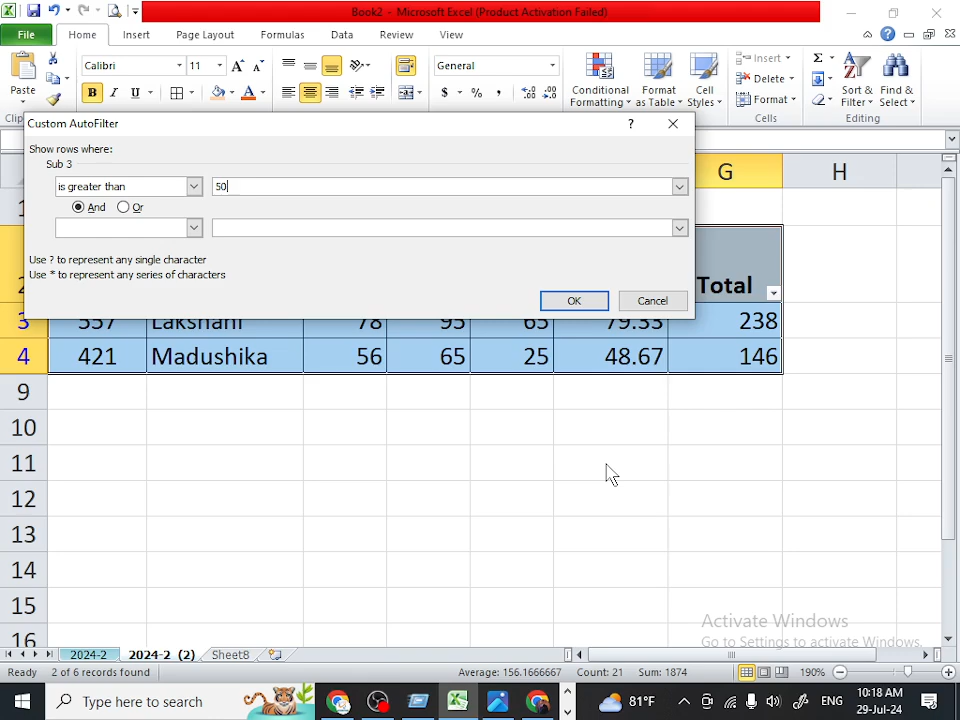 Book2 - Microsoft Excel (Product Activation Failed)
File Home Insert Page Layout Formulas Data Review View
Paste
Calibri 11
General
Conditional Formatting
Format as Table
Cell Styles
Insert
Delete
Format
Cells
Sort & Filter
Find & Select
Editing
Custom AutoFilter
Show rows where:
Sub 3
is greater than 50
And Or
Use ? to represent any single character
Use * to represent any series of characters
OK Cancel
G H
Total
3 557 Lakshani 78 95 65 79.33 238
4 421 Madushika 56 65 25 48.67 146
9
10
11
12
13
14
15
16
Activate Windows
Go to Settings to activate Windows.
2024-2 2024-2 (2) Sheet8
Ready 2 of 6 records found Average: 156.1666667 Count: 21 Sum: 1874 190%
Type here to search 81°F ENG 10:18 AM
29-Jul-24